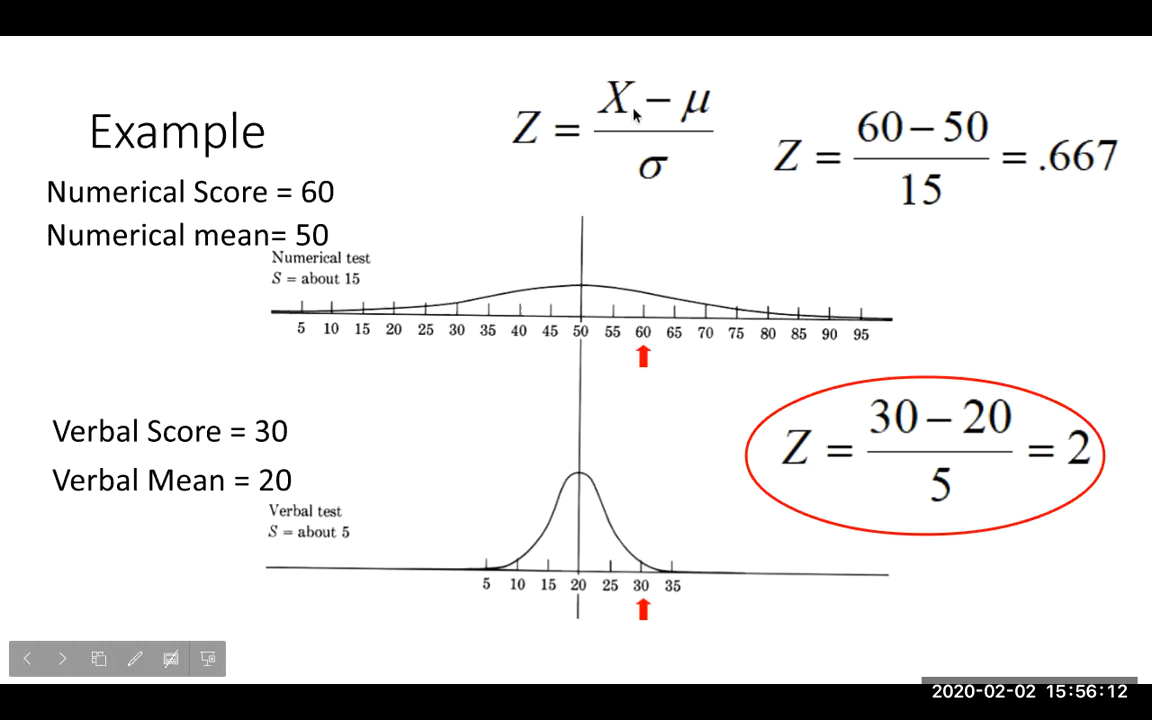 Example
Z = (X - μ) / σ
Z = (60 - 50) / 15 = .667
Numerical Score = 60
Numerical mean= 50
Numerical test
S = about 15
5 10 15 20 25 30 35 40 45 50 55 60 65 70 75 80 85 90 95
Verbal Score = 30
Verbal Mean = 20
Z = (30 - 20) / 5 = 2
Verbal test
S = about 5
5 10 15 20 25 30 35
2020-02-02 15:56:12